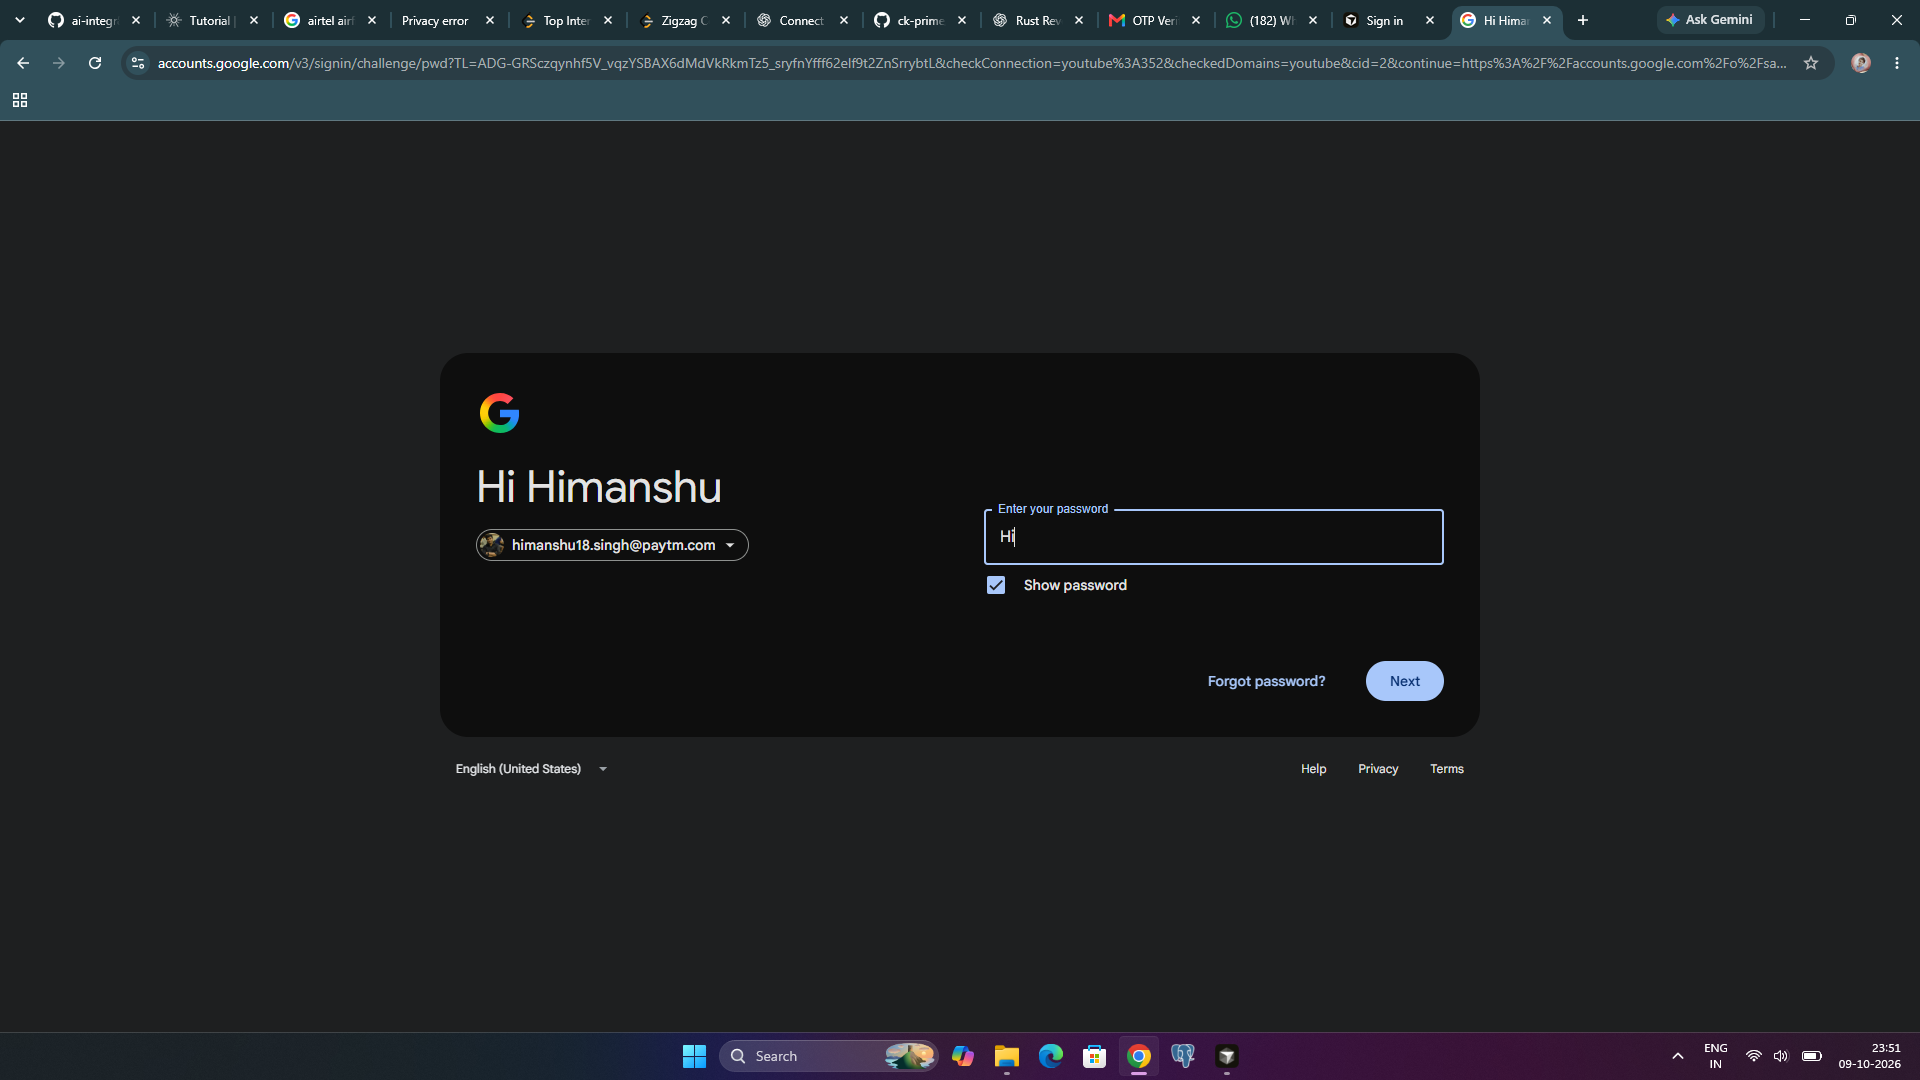 ai-integr
Tutorial
airtel airf
Privacy error
Top Inter
Zigzag C
Connect
ck-prime
Rust Rev
OTP Veri
(182) Wh
Sign in
Hi Himan
Ask Gemini
accounts.google.com/v3/signin/challenge/pwd?TL=ADG-GRSczqynhf5V_vqzYSBAX6dMdVkRkmTz5_sryfnYfff62elf9t2ZnSrrybtL&checkConnection=youtube%3A352&checkedDomains=youtube&cid=2&continue=https%3A%2F%2Faccounts.google.com%2Fo%2Fsa...
Hi Himanshu
himanshu18.singh@paytm.com
Enter your password
Hi
Show password
Forgot password?
Next
English (United States)
Help
Privacy
Terms
Search
ENG
IN
23:51
09-10-2026